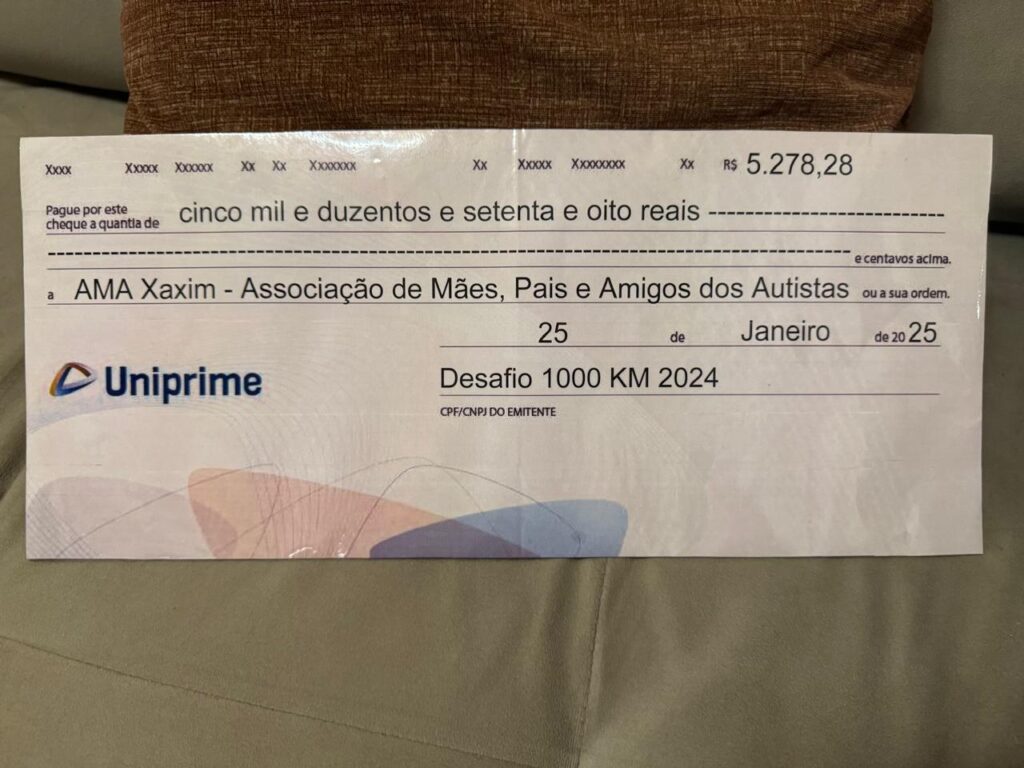 Xxxx Xxxxx Xxxxxx Xx Xx Xxxxxxx Xx Xxxxx Xxxxxxxx Xx R$ 5.278,28
Pague por este
cheque a quantia de cinco mil e duzentos e setenta e oito reais -------------------------
------------------------------------------------------------------------------------ e centavos acima.
a AMA Xaxim - Associação de Mães, Pais e Amigos dos Autistas ou a sua ordem.
25 de Janeiro de 2025
Uniprime
Desafio 1000 KM 2024
CPF/CNPJ DO EMITENTE